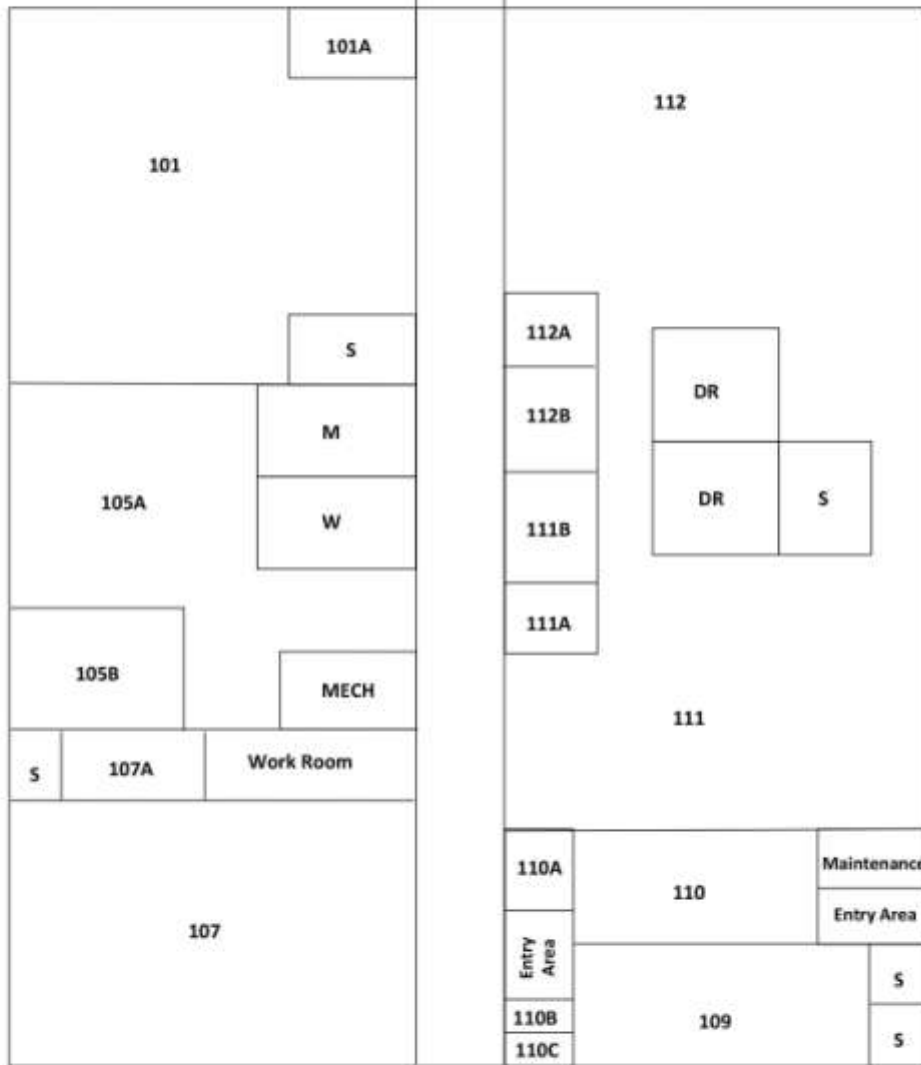 101A
112
101
112A
S
DR
112B
M
105A
DR
S
W
111B
111A
105B
MECH
111
S
107A
Work Room
110A
Maintenance
110
Entry Area
107
Entry
Area
S
110B
109
110C
S